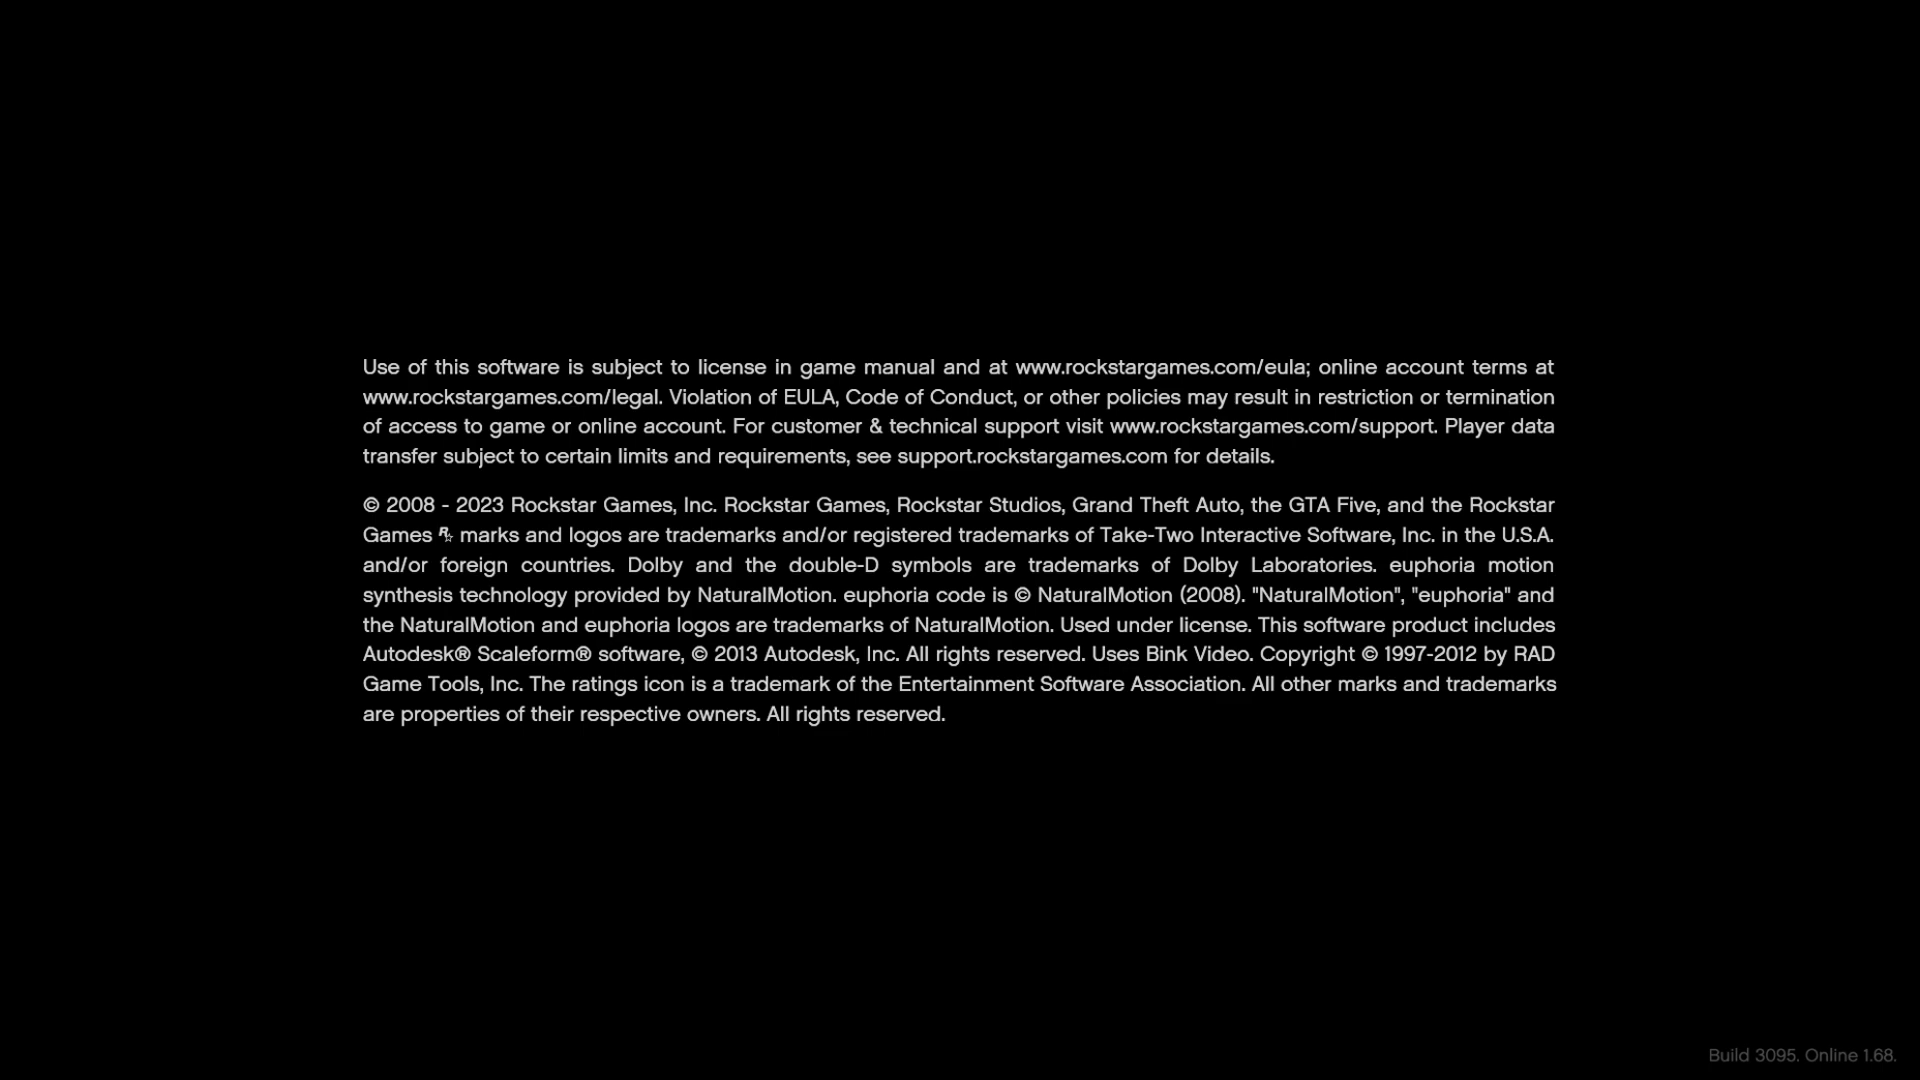 Use of this software is subject to license in game manual and at www.rockstargames.com/eula; online account terms at
www.rockstargames.com/legal. Violation of EULA, Code of Conduct, or other policies may result in restriction or termination
of access to game or online account. For customer & technical support visit www.rockstargames.com/support. Player data
transfer subject to certain limits and requirements, see support.rockstargames.com for details.
© 2008 - 2023 Rockstar Games, Inc. Rockstar Games, Rockstar Studios, Grand Theft Auto, the GTA Five, and the Rockstar
Games R☆ marks and logos are trademarks and/or registered trademarks of Take-Two Interactive Software, Inc. in the U.S.A.
and/or foreign countries. Dolby and the double-D symbols are trademarks of Dolby Laboratories. euphoria motion
synthesis technology provided by NaturalMotion. euphoria code is © NaturalMotion (2008). "NaturalMotion", "euphoria" and
the NaturalMotion and euphoria logos are trademarks of NaturalMotion. Used under license. This software product includes
Autodesk® Scaleform® software, © 2013 Autodesk, Inc. All rights reserved. Uses Bink Video. Copyright © 1997-2012 by RAD
Game Tools, Inc. The ratings icon is a trademark of the Entertainment Software Association. All other marks and trademarks
are properties of their respective owners. All rights reserved.
Build 3095. Online 1.68.